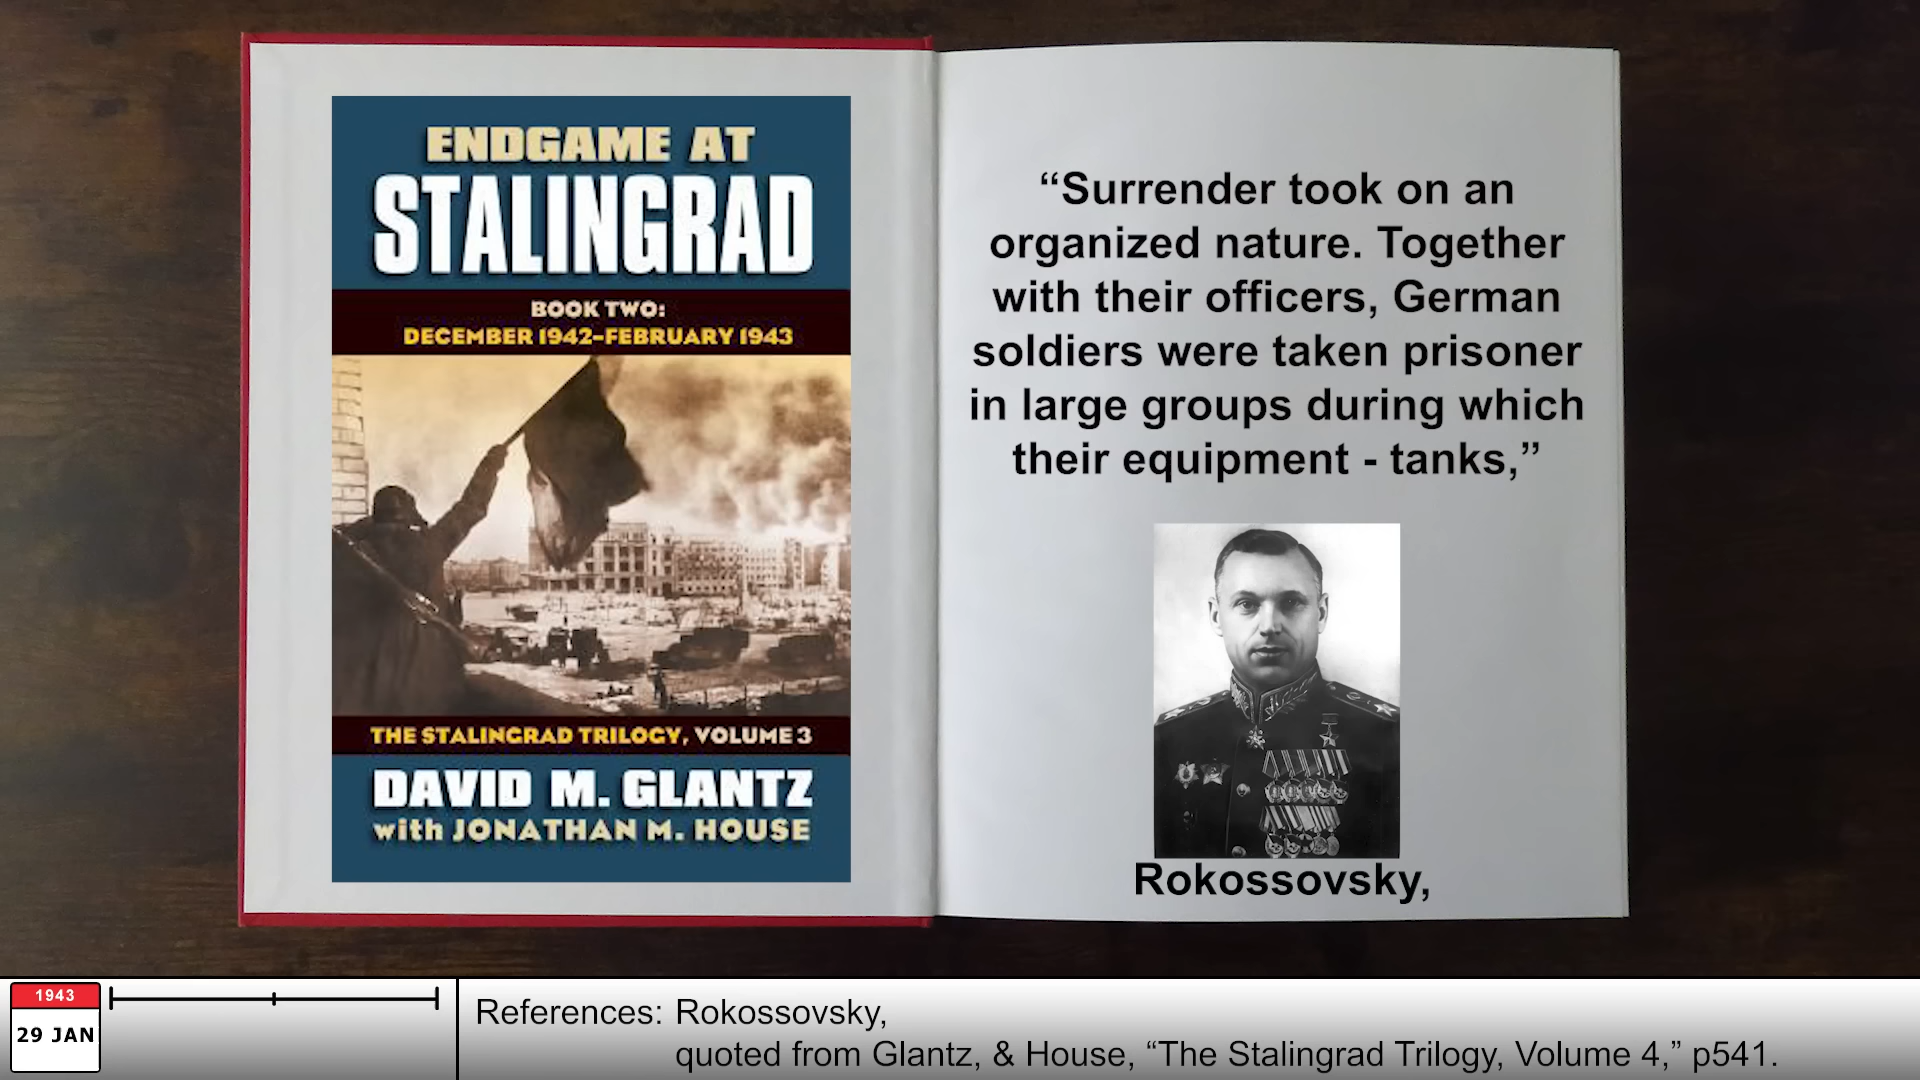 ENDGAME AT
STALINGRAD
BOOK TWO:
DECEMBER 1942–FEBRUARY 1943
THE STALINGRAD TRILOGY, VOLUME 3
DAVID M. GLANTZ
with JONATHAN M. HOUSE
“Surrender took on an
organized nature. Together
with their officers, German
soldiers were taken prisoner
in large groups during which
their equipment - tanks,”
Rokossovsky,
1943
29 JAN
References: Rokossovsky,
quoted from Glantz, & House, “The Stalingrad Trilogy, Volume 4,” p541.